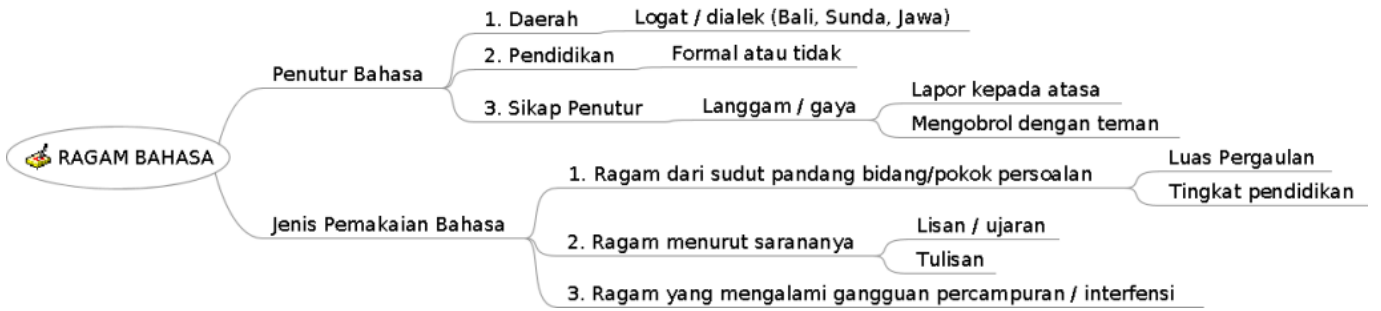 RAGAM BAHASA
Penutur Bahasa
1. Daerah
Logat / dialek (Bali, Sunda, Jawa)
2. Pendidikan
Formal atau tidak
3. Sikap Penutur
Langgam / gaya
Lapor kepada atasa
Mengobrol dengan teman
Jenis Pemakaian Bahasa
1. Ragam dari sudut pandang bidang/pokok persoalan
Luas Pergaulan
Tingkat pendidikan
2. Ragam menurut sarananya
Lisan / ujaran
Tulisan
3. Ragam yang mengalami gangguan percampuran / interfensi